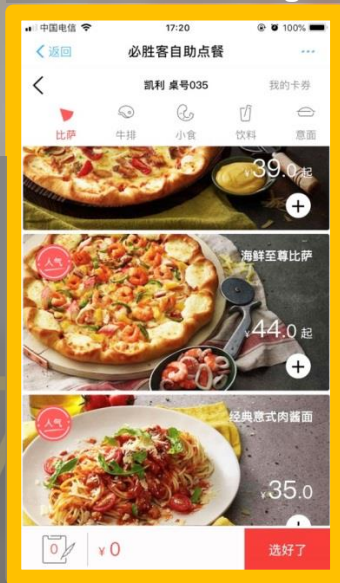 中国电信 17:20 100%
返回 必胜客自助点餐 ...
凯利 桌号035 我的卡券
比萨 牛排 小食 饮料 意面
¥39.0 起
人气 海鲜至尊比萨
¥44.0 起
人气 经典意式肉酱面
¥35.0
0 ¥0 选好了